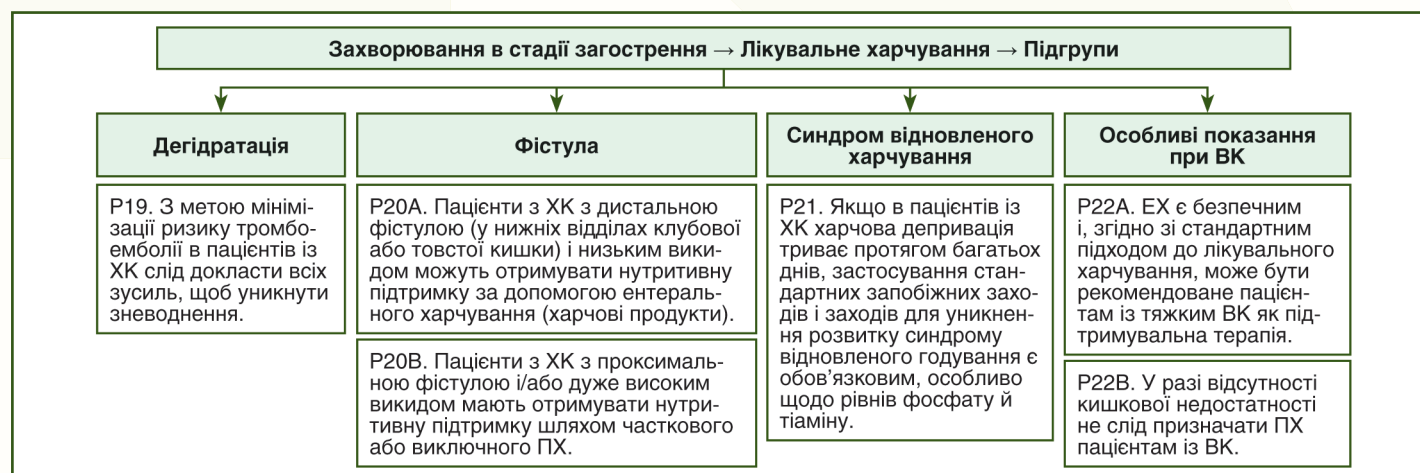 Захворювання в стадії загострення → Лікувальне харчування → Підгрупи
Дегідратація
Р19. З метою мінімі-
зації ризику тромбо-
емболії в пацієнтів із
ХК слід докласти всіх
зусиль, щоб уникнути
зневоднення.
Фістула
Р20А. Пацієнти з ХК з дистальною
фістулою (у нижніх відділах клубової
або товстої кишки) і низьким вики-
дом можуть отримувати нутритивну
підтримку за допомогою ентераль-
ного харчування (харчові продукти).
Р20В. Пацієнти з ХК з проксималь-
ною фістулою і/або дуже високим
викидом мають отримувати нутри-
тивну підтримку шляхом часткового
або виключного ПХ.
Синдром відновленого
харчування
Р21. Якщо в пацієнтів із
ХК харчова депривація
триває протягом багатьох
днів, застосування стан-
дартних запобіжних захо-
дів і заходів для уникнен-
ня розвитку синдрому
відновленого годування є
обов’язковим, особливо
щодо рівнів фосфату й
тіаміну.
Особливі показання
при ВК
Р22А. ЕХ є безпечним
і, згідно зі стандартним
підходом до лікувального
харчування, може бути
рекомендоване пацієн-
там із тяжким ВК як під-
тримувальна терапія.
Р22В. У разі відсутності
кишкової недостатності
не слід призначати ПХ
пацієнтам із ВК.